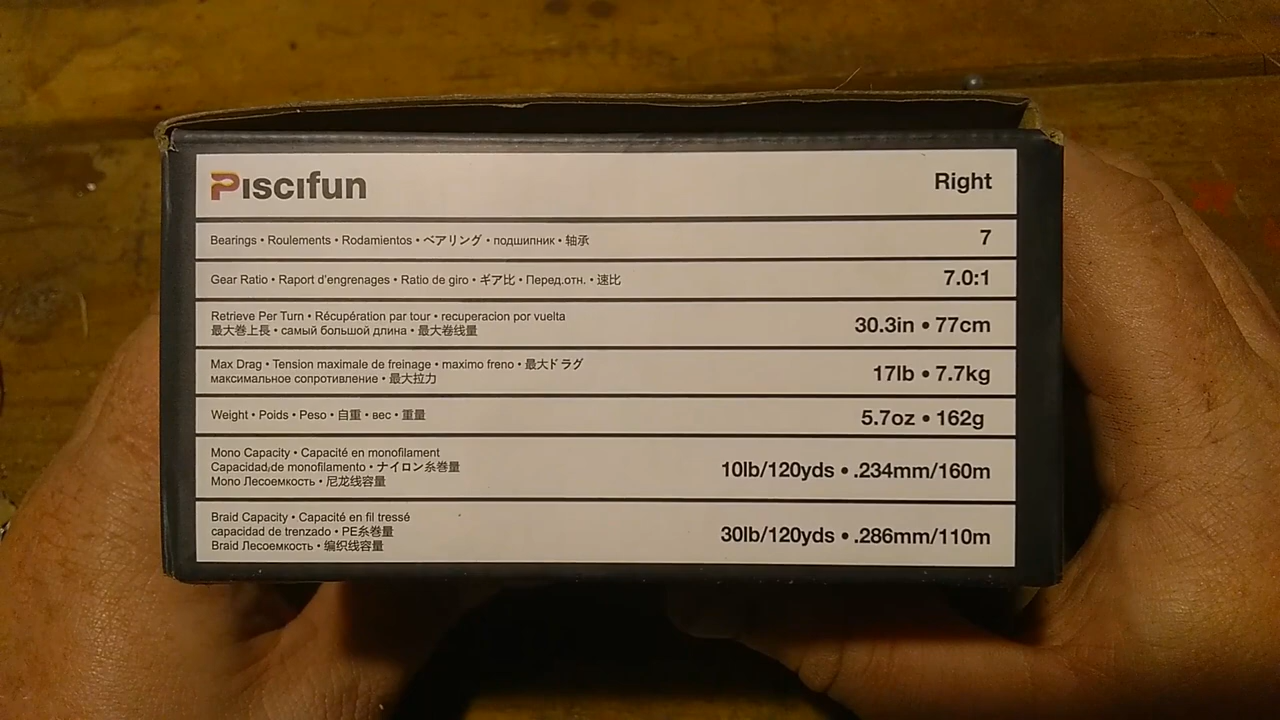 Piscifun
Right
Bearings • Roulements • Rodamientos • ベアリング • подшипник • 轴承
7
Gear Ratio • Raport d'engrenages • Ratio de giro • ギア比 • Перед.отн. • 速比
7.0:1
Retrieve Per Turn • Récupération par tour • recuperacion por vuelta
最大巻上長 • самый большой длина • 最大卷线量
30.3in • 77cm
Max Drag • Tension maximale de freinage • maximo freno • 最大ドラグ
максимальное сопротивление • 最大拉力
17lb • 7.7kg
Weight • Poids • Peso • 自重 • вес • 重量
5.7oz • 162g
Mono Capacity • Capacité en monofilament
Capacidad de monofilamento • ナイロン糸巻量
Mono Лесоемкость • 尼龙线容量
10lb/120yds • .234mm/160m
Braid Capacity • Capacité en fil tressé
capacidad de trenzado • PE糸巻量
Braid Лесоемкость • 编织线容量
30lb/120yds • .286mm/110m